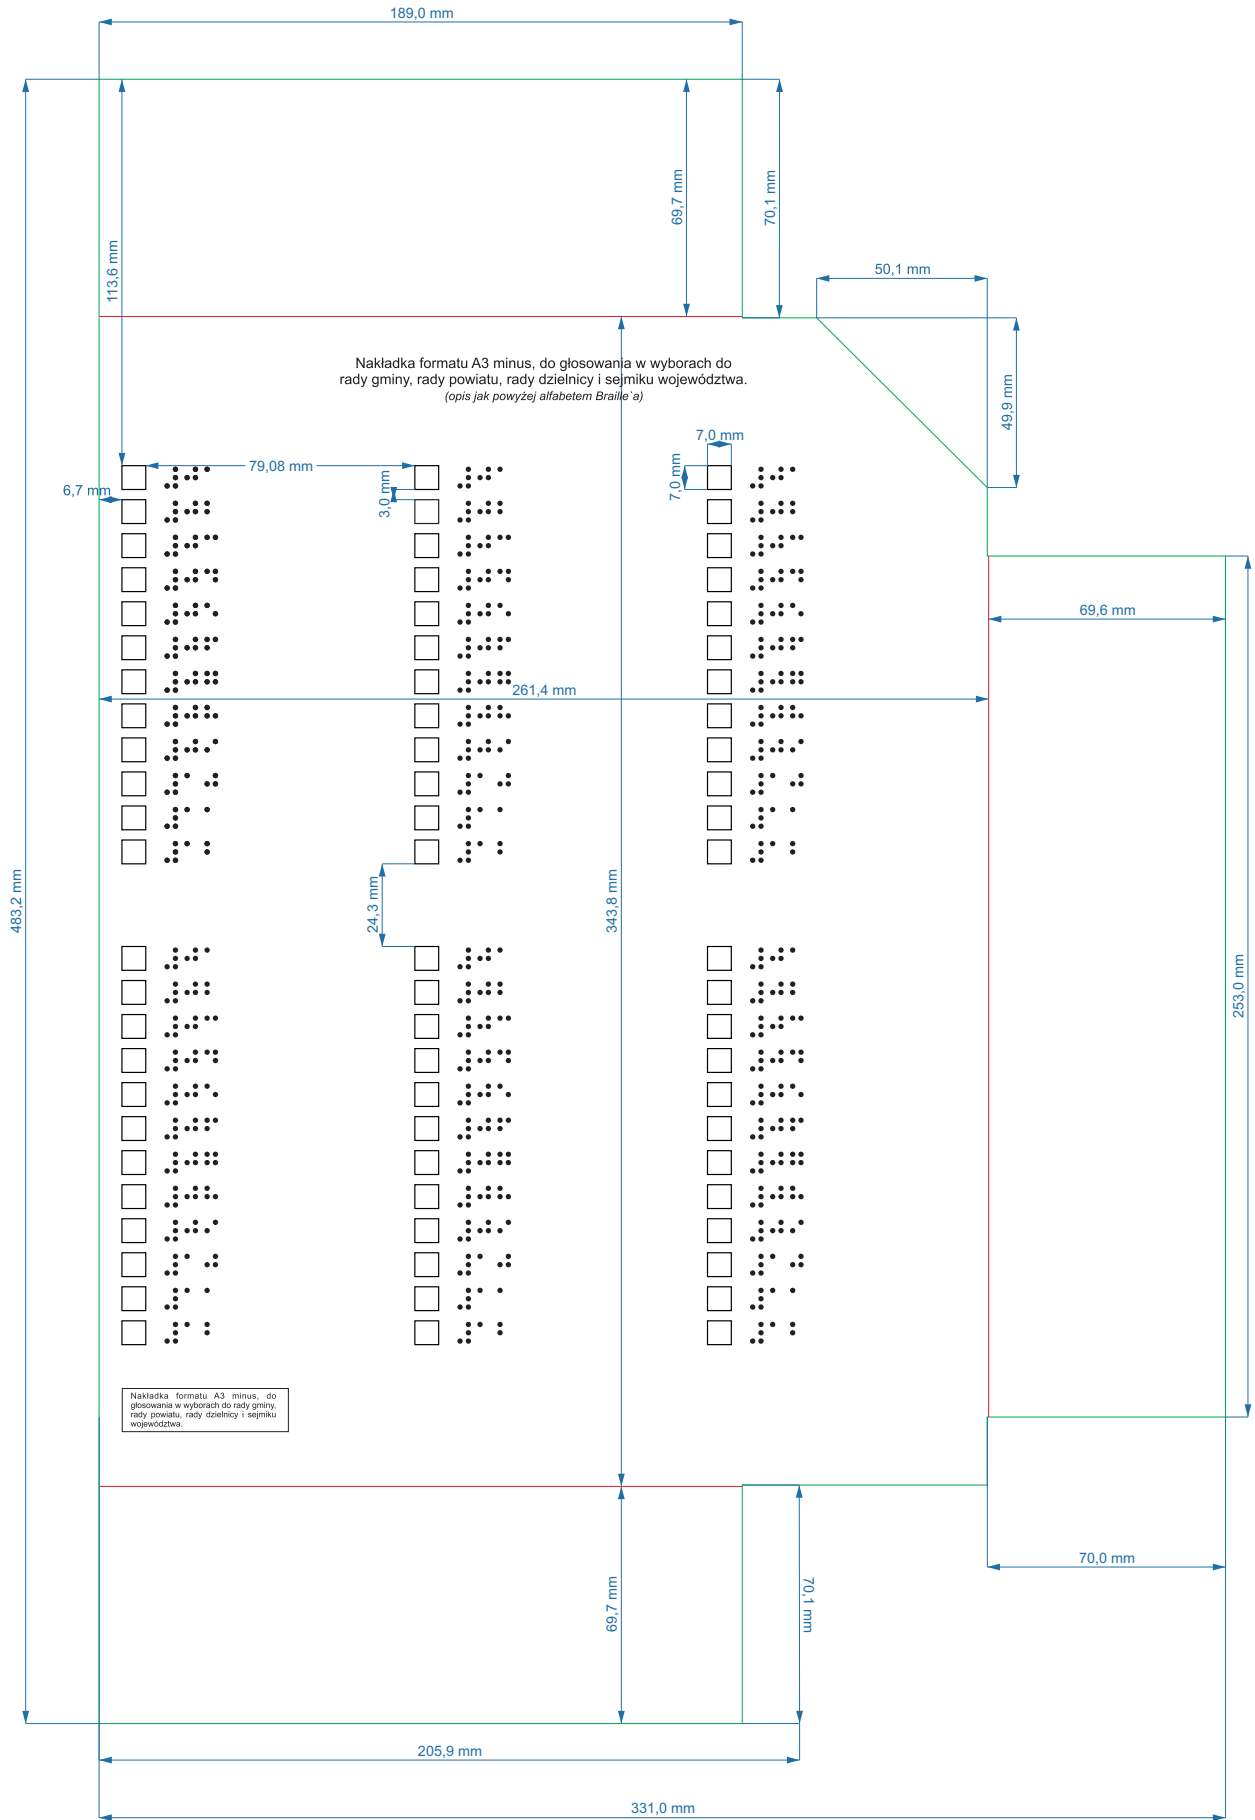 189,0 mm
69,7 mm
70,1 mm
113,6 mm
50,1 mm
49,9 mm
Nakładka formatu A3 minus, do głosowania w wyborach do
rady gminy, rady powiatu, rady dzielnicy i sejmiku województwa.
(opis jak powyżej alfabetem Braille`a)
7,0 mm
79,08 mm
7,0 mm
6,7 mm
3,0 mm
69,6 mm
261,4 mm
483,2 mm
24,3 mm
343,8 mm
253,0 mm
Nakładka formatu A3 minus, do
głosowania w wyborach do rady gminy,
rady powiatu, rady dzielnicy i sejmiku
województwa.
70,0 mm
69,7 mm
70,1 mm
205,9 mm
331,0 mm